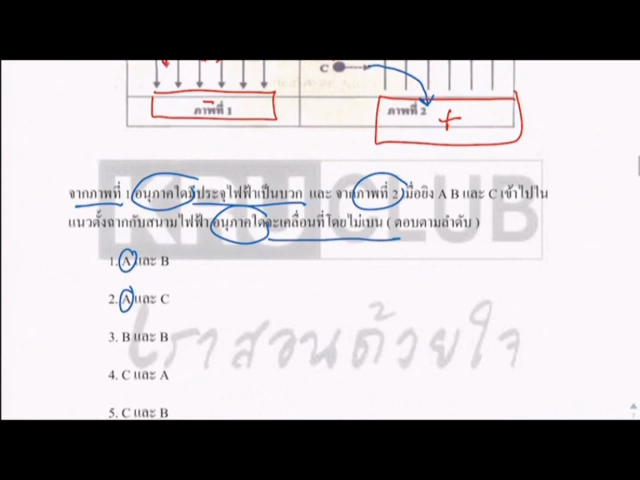 C
ภาพที่ 1
ภาพที่ 2
+
จากภาพที่ 1 อนุภาคใดมีประจุไฟฟ้าเป็นบวก และ จากภาพที่ 2 เมื่อยิง A B และ C เข้าไปใน
แนวตั้งฉากกับสนามไฟฟ้า อนุภาคใดจะเคลื่อนที่โดยไม่เบน ( ตอบตามลำดับ )
1. A และ B
2. A และ C
3. B และ B
4. C และ A
5. C และ B
KRU CLUB
เราสอนด้วยใจ